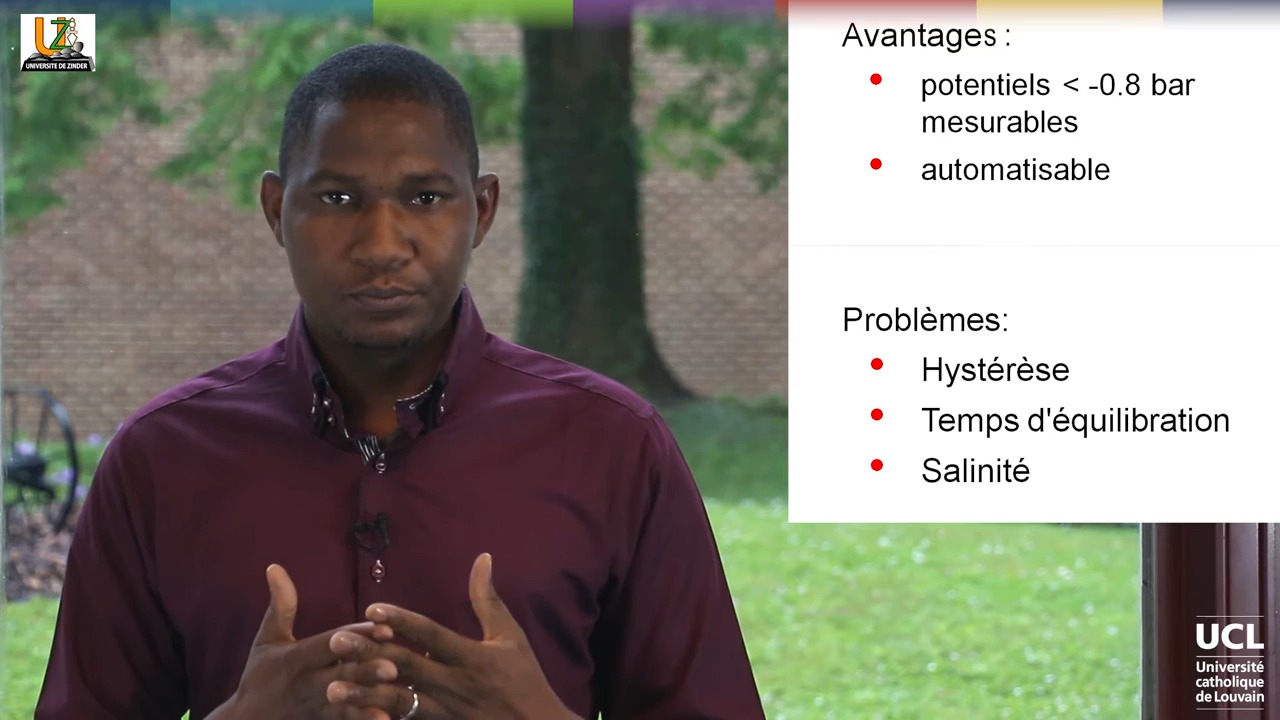 UZ
UNIVERSITE DE ZINDER
Avantages :
potentiels < -0.8 bar
mesurables
automatisable
Problèmes:
Hystérèse
Temps d'équilibration
Salinité
UCL
Université
catholique
de Louvain